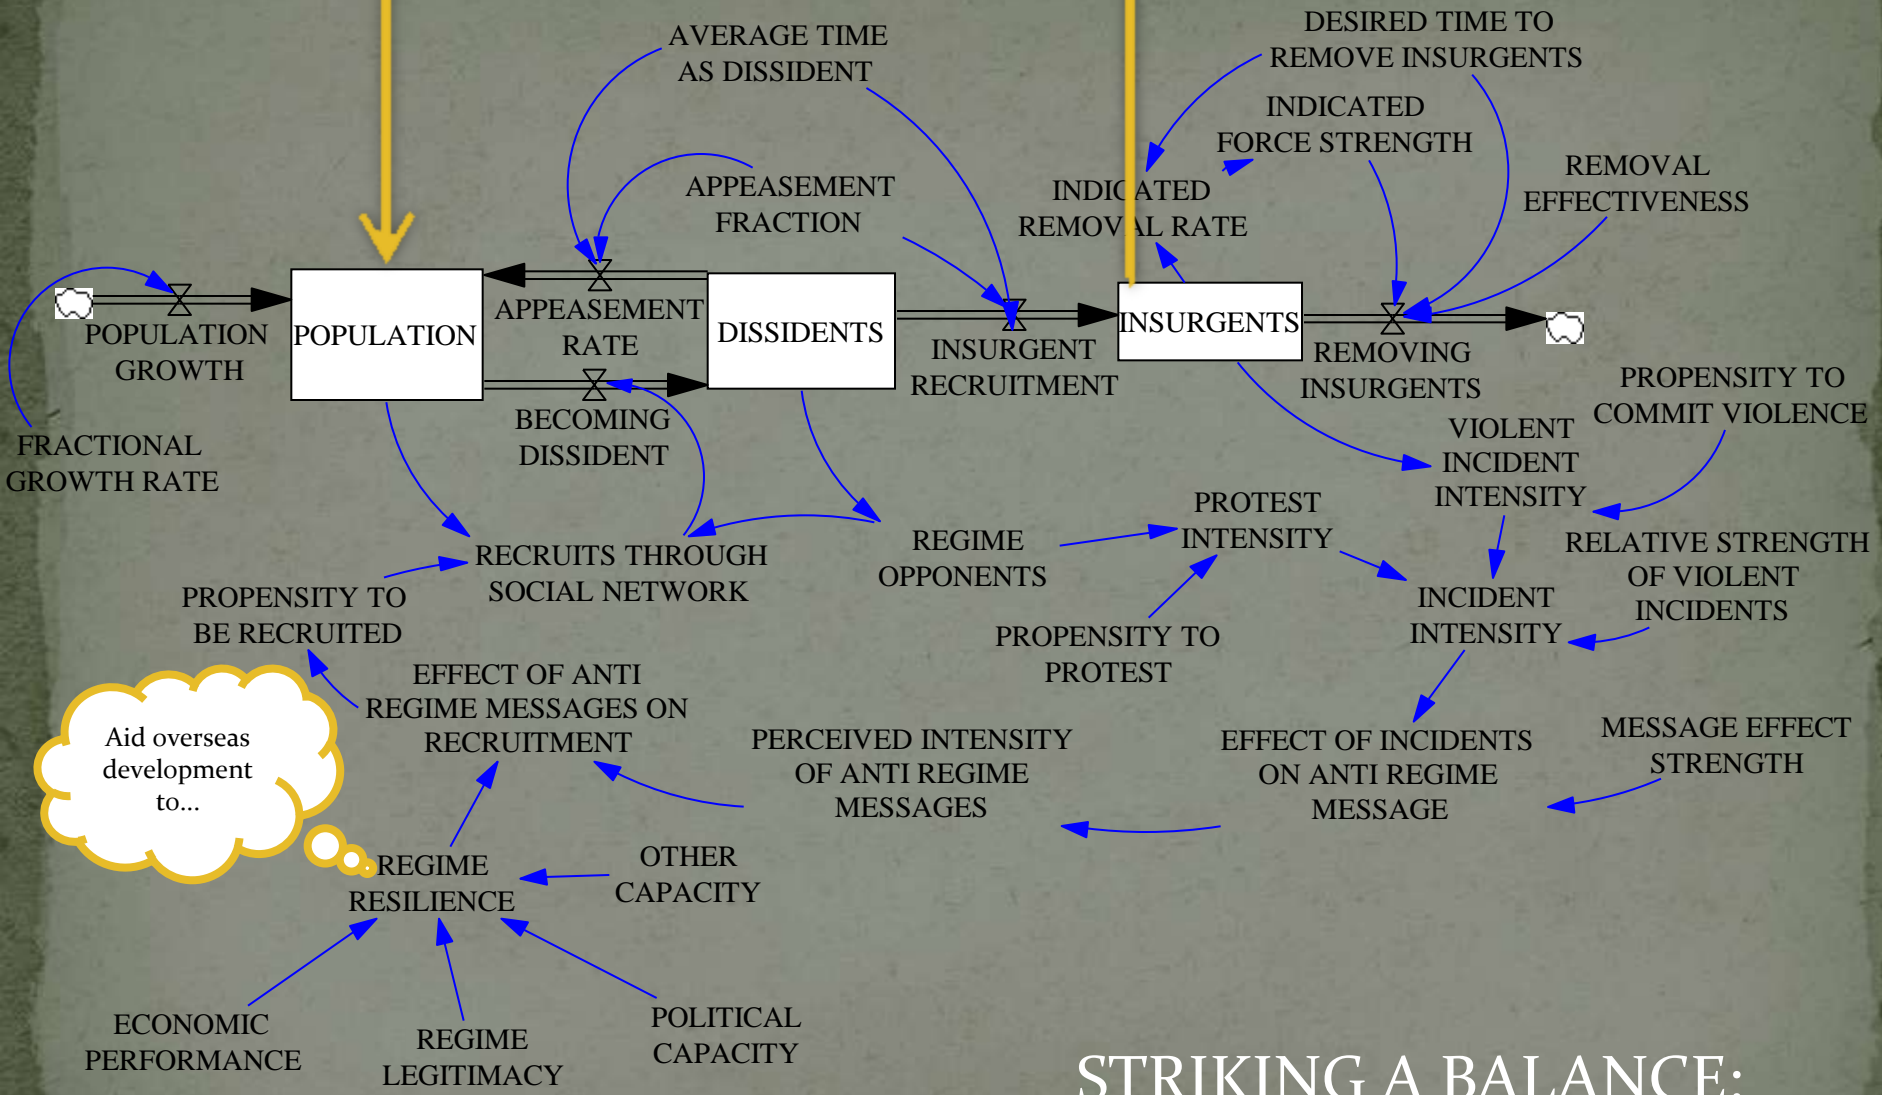 AVERAGE TIME
AS DISSIDENT
DESIRED TIME TO
REMOVE INSURGENTS
INDICATED
FORCE STRENGTH
REMOVAL
EFFECTIVENESS
APPEASEMENT
FRACTION
INDICATED
REMOVAL RATE
POPULATION
GROWTH
POPULATION
APPEASEMENT
RATE
DISSIDENTS
INSURGENT
RECRUITMENT
INSURGENTS
REMOVING
INSURGENTS
BECOMING
DISSIDENT
FRACTIONAL
GROWTH RATE
PROPENSITY TO
COMMIT VIOLENCE
VIOLENT
INCIDENT
INTENSITY
PROTEST
INTENSITY
REGIME
OPPONENTS
RECRUITS THROUGH
SOCIAL NETWORK
RELATIVE STRENGTH
OF VIOLENT
INCIDENTS
PROPENSITY TO
BE RECRUITED
INCIDENT
INTENSITY
PROPENSITY TO
PROTEST
EFFECT OF ANTI
REGIME MESSAGES ON
RECRUITMENT
Aid overseas
development
to...
PERCEIVED INTENSITY
OF ANTI REGIME
MESSAGES
EFFECT OF INCIDENTS
ON ANTI REGIME
MESSAGE
MESSAGE EFFECT
STRENGTH
REGIME
RESILIENCE
OTHER
CAPACITY
ECONOMIC
PERFORMANCE
REGIME
LEGITIMACY
POLITICAL
CAPACITY
STRIKING A BALANCE: